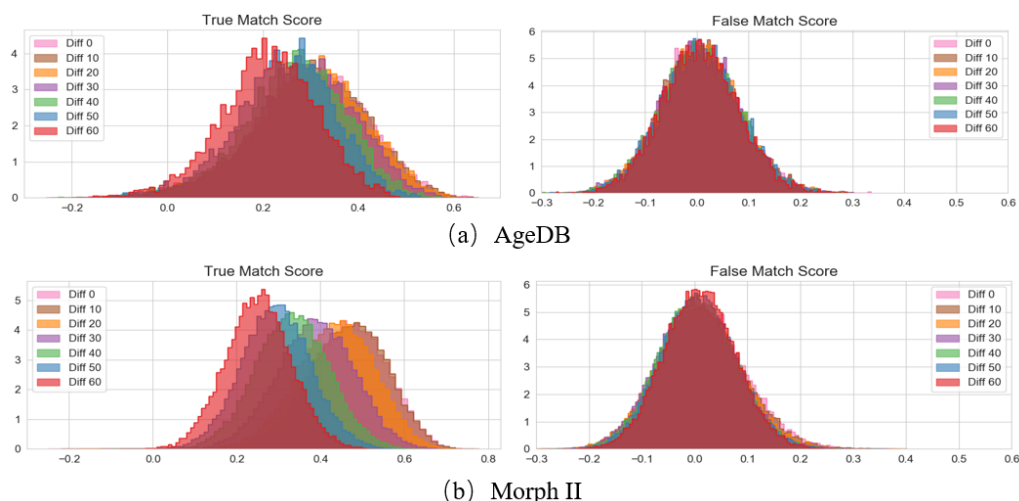 True Match Score
4
3
2
1
0
Diff 0
Diff 10
Diff 20
Diff 30
Diff 40
Diff 50
Diff 60
−0.2 0.0 0.2 0.4 0.6
False Match Score
6
5
4
3
2
1
0
Diff 0
Diff 10
Diff 20
Diff 30
Diff 40
Diff 50
Diff 60
−0.3 −0.2 −0.1 0.0 0.1 0.2 0.3 0.4 0.5 0.6
(a) AgeDB
True Match Score
5
4
3
2
1
0
Diff 0
Diff 10
Diff 20
Diff 30
Diff 40
Diff 50
Diff 60
−0.2 0.0 0.2 0.4 0.6 0.8
False Match Score
6
5
4
3
2
1
0
Diff 0
Diff 10
Diff 20
Diff 30
Diff 40
Diff 50
Diff 60
−0.3 −0.2 −0.1 0.0 0.1 0.2 0.3 0.4 0.5 0.6
(b) Morph II